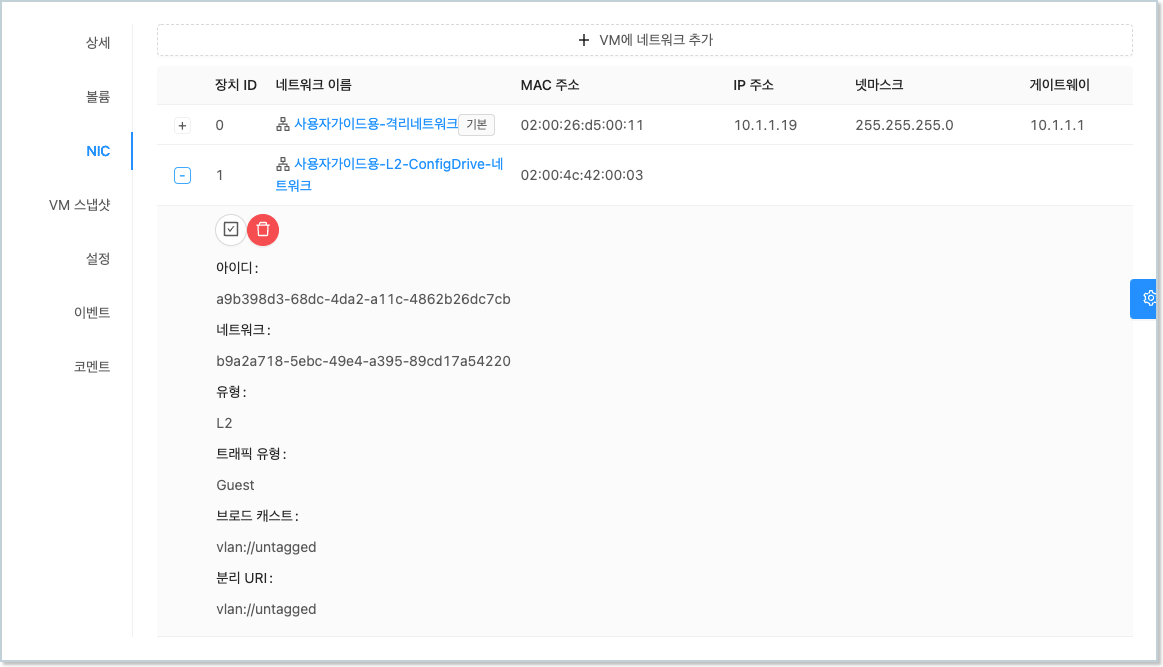 상세
볼륨
NIC
VM 스냅샷
설정
이벤트
코멘트
+ VM에 네트워크 추가
장치 ID 네트워크 이름 MAC 주소 IP 주소 넷마스크 게이트웨이
+ 0 사용자가이드용-격리네트워크 기본 02:00:26:d5:00:11 10.1.1.19 255.255.255.0 10.1.1.1
- 1 사용자가이드용-L2-ConfigDrive-네 02:00:4c:42:00:03
트워크
아이디:
a9b398d3-68dc-4da2-a11c-4862b26dc7cb
네트워크:
b9a2a718-5ebc-49e4-a395-89cd17a54220
유형:
L2
트래픽 유형:
Guest
브로드 캐스트:
vlan://untagged
분리 URI:
vlan://untagged